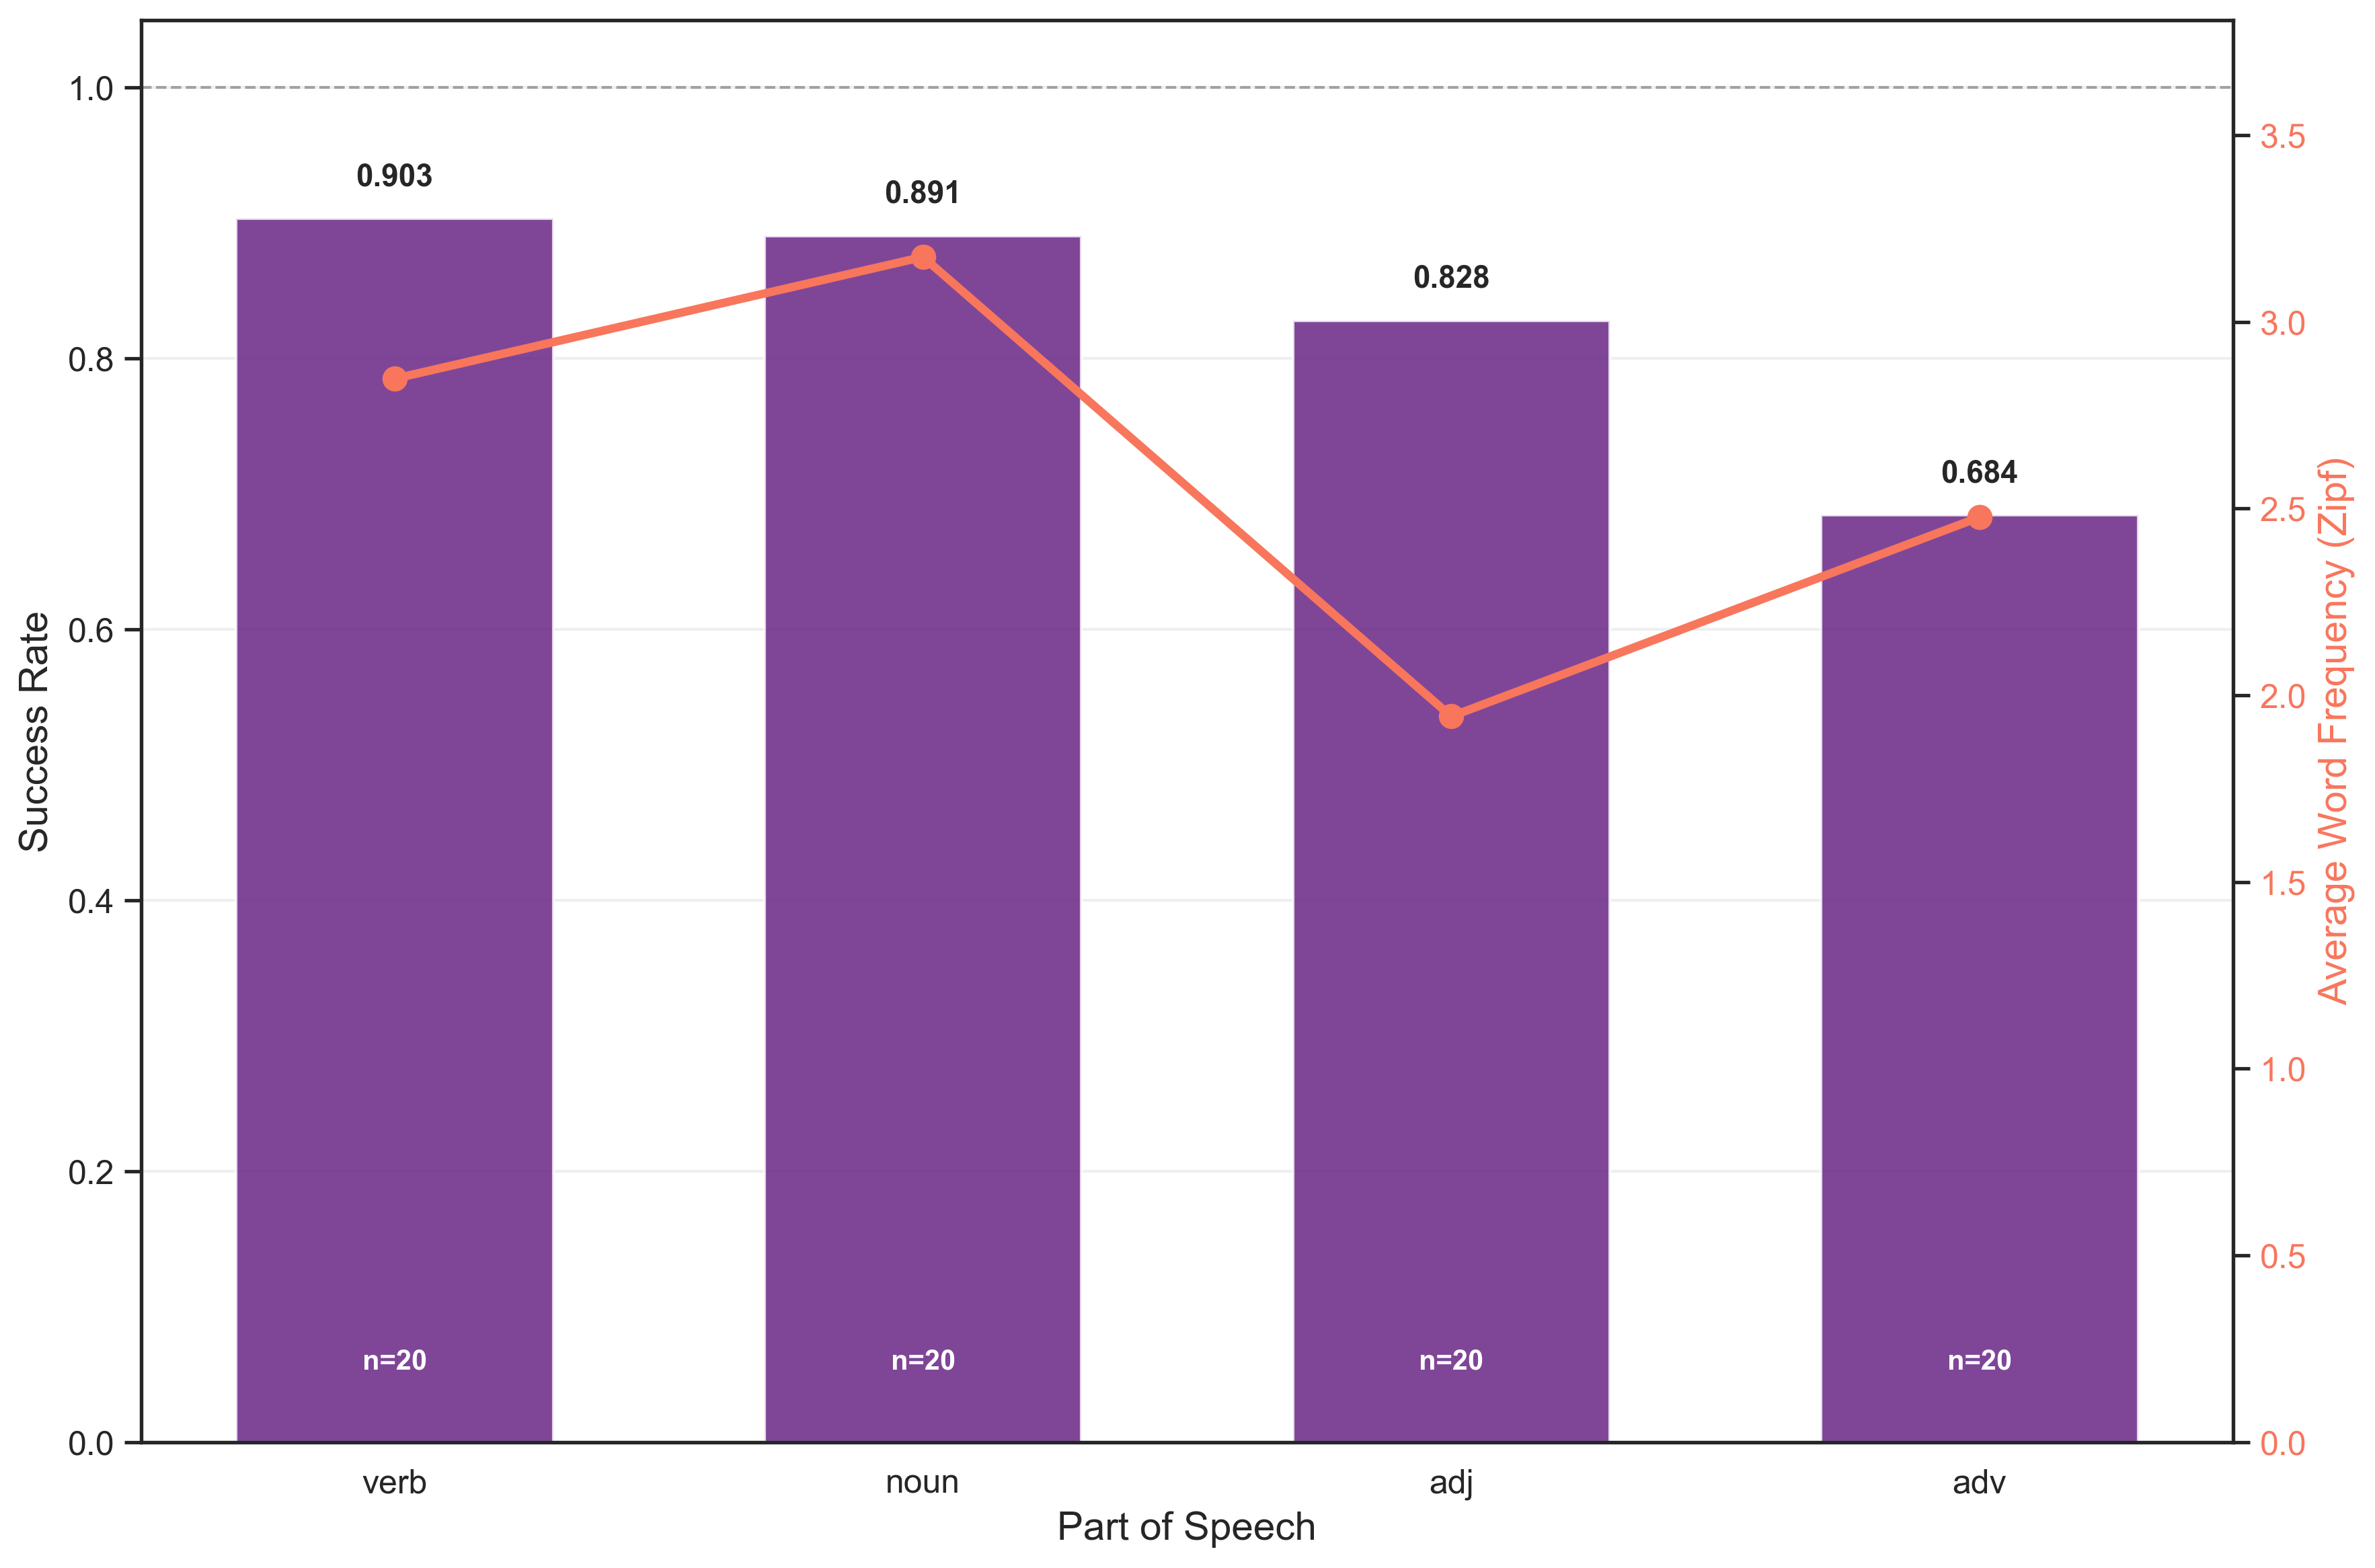 1.0
0.8
0.6
0.4
0.2
0.0
Success Rate
0.903
0.891
0.828
0.684
n=20
n=20
n=20
n=20
verb
noun
adj
adv
Part of Speech
3.5
3.0
2.5
2.0
1.5
1.0
0.5
0.0
Average Word Frequency (Zipf)